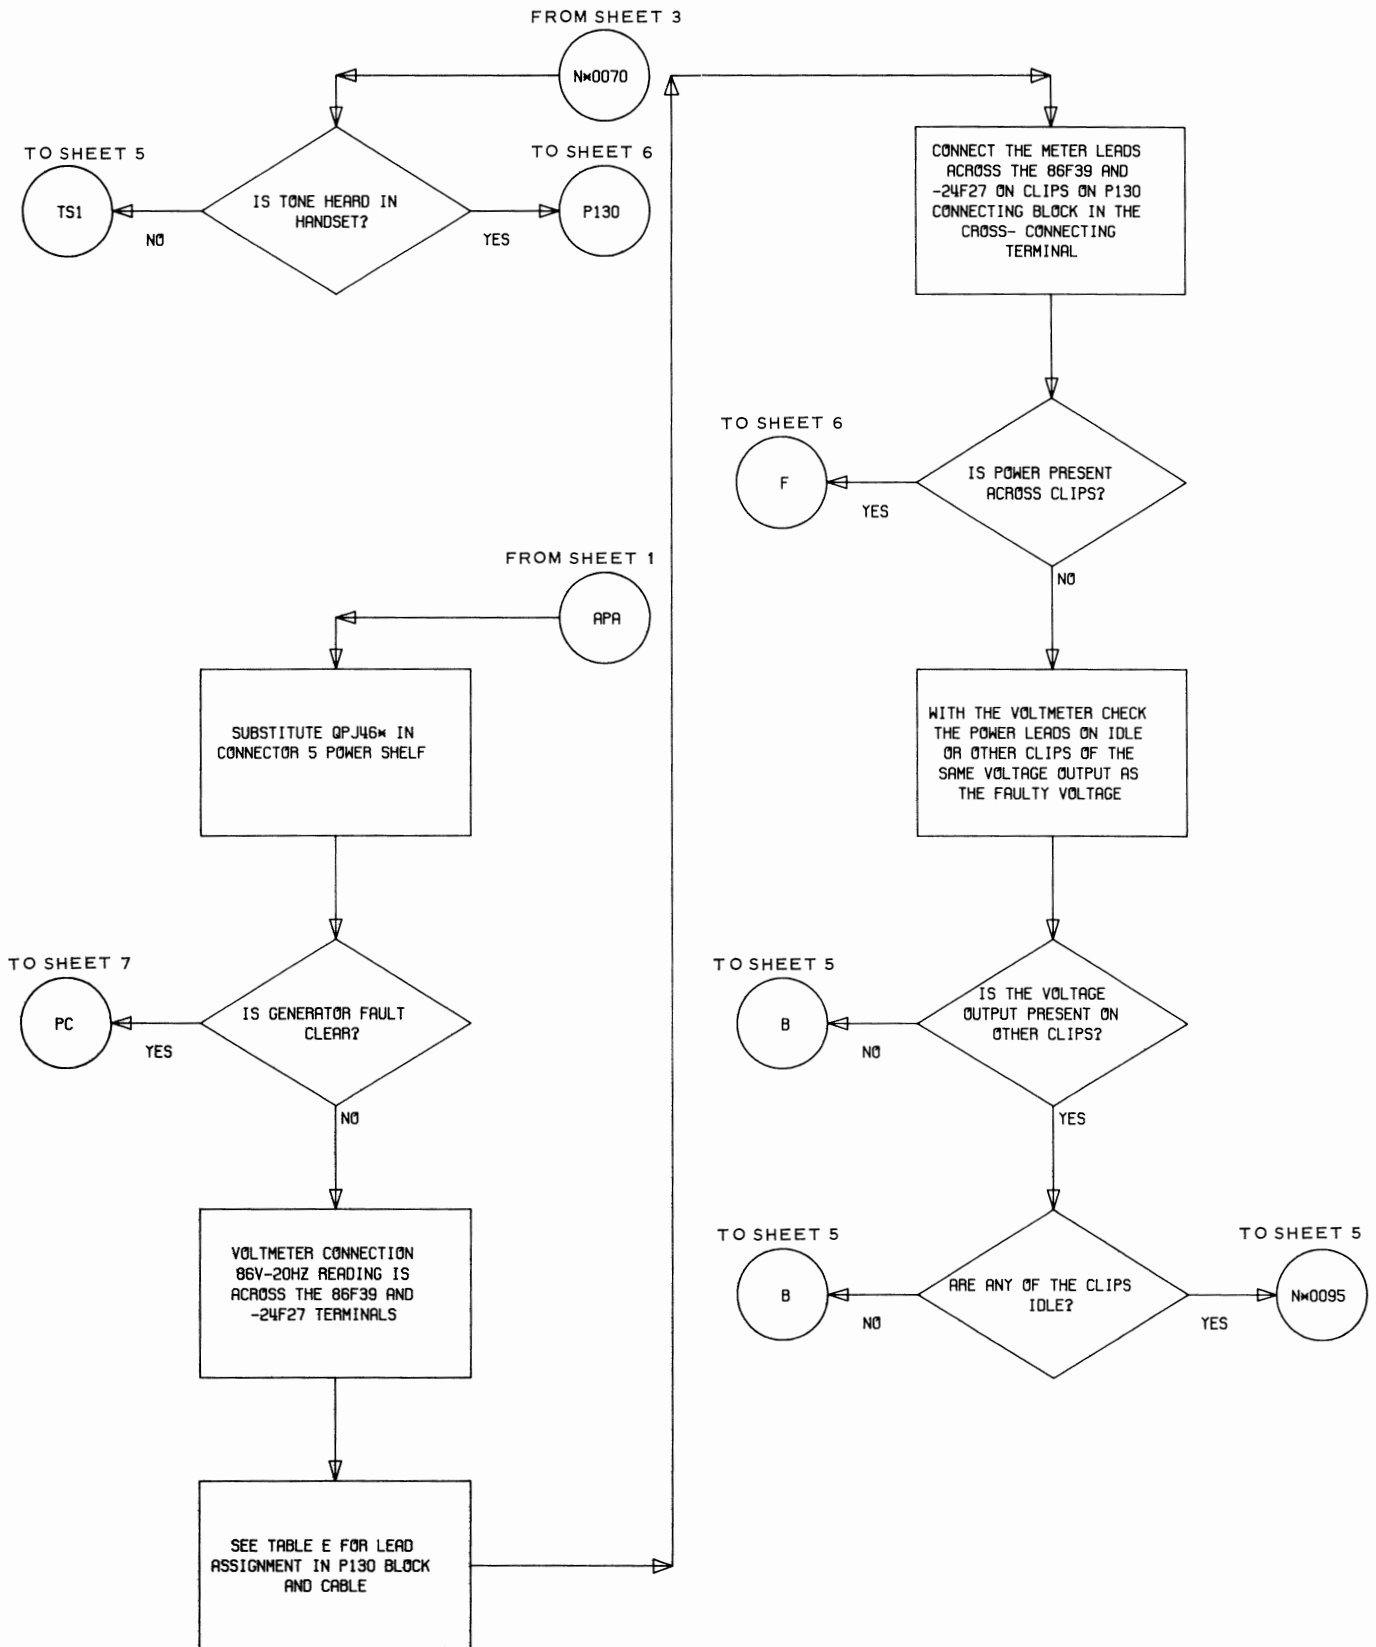 FROM SHEET 3
N*0070
TO SHEET 5
TS1
NO
IS TONE HEARD IN
HANDSET?
YES
TO SHEET 6
P130
FROM SHEET 1
APA
SUBSTITUTE QPJ46* IN
CONNECTOR 5 POWER SHELF
IS GENERATOR FAULT
CLEAR?
TO SHEET 7
PC
YES
NO
VOLTMETER CONNECTION
86V-20HZ READING IS
ACROSS THE 86F39 AND
-24F27 TERMINALS
SEE TABLE E FOR LEAD
ASSIGNMENT IN P130 BLOCK
AND CABLE
CONNECT THE METER LEADS
ACROSS THE 86F39 AND
-24F27 ON CLIPS ON P130
CONNECTING BLOCK IN THE
CROSS- CONNECTING
TERMINAL
IS POWER PRESENT
ACROSS CLIPS?
TO SHEET 6
F
YES
NO
WITH THE VOLTMETER CHECK
THE POWER LEADS ON IDLE
OR OTHER CLIPS OF THE
SAME VOLTAGE OUTPUT AS
THE FAULTY VOLTAGE
IS THE VOLTAGE
OUTPUT PRESENT ON
OTHER CLIPS?
TO SHEET 5
B
NO
YES
ARE ANY OF THE CLIPS
IDLE?
TO SHEET 5
B
NO
YES
TO SHEET 5
N*0095